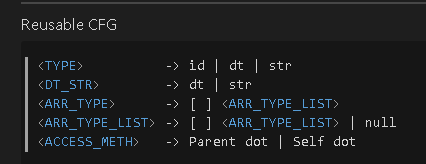 Reusable CFG
<TYPE> -> id | dt | str
<DT_STR> -> dt | str
<ARR_TYPE> -> [ ] <ARR_TYPE_LIST>
<ARR_TYPE_LIST> -> [ ] <ARR_TYPE_LIST> | null
<ACCESS_METH> -> Parent dot | Self dot